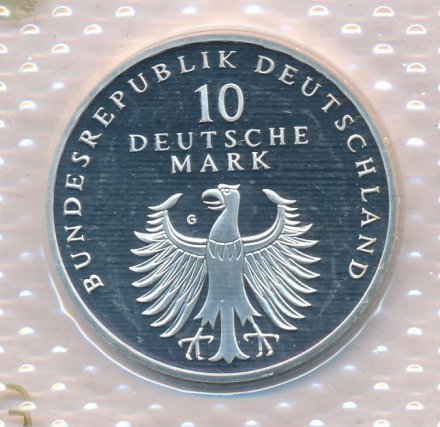 BUNDESREPUBLIK DEUTSCHLAND
10
DEUTSCHE
MARK
G